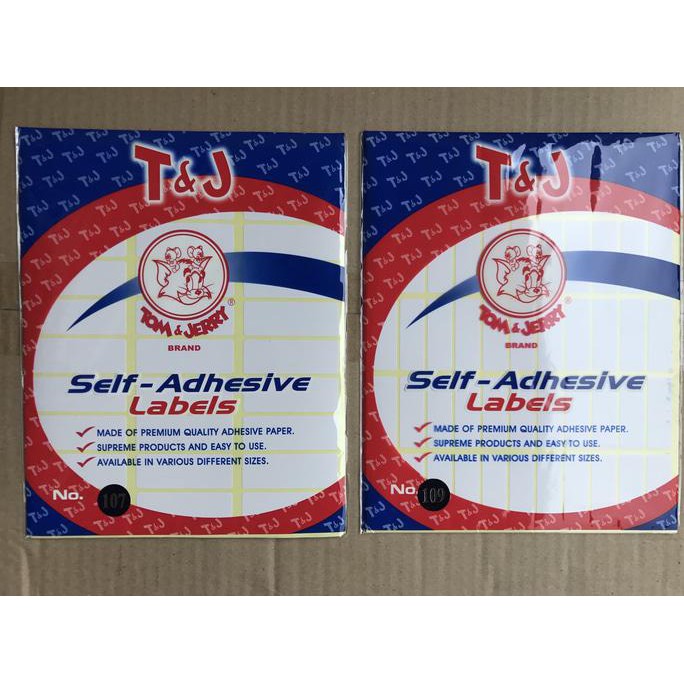 T&J
TOM & JERRY ®
BRAND
Self-Adhesive
Labels
MADE OF PREMIUM QUALITY ADHESIVE PAPER.
SUPREME PRODUCTS AND EASY TO USE.
AVAILABLE IN VARIOUS DIFFERENT SIZES.
No. 107
T&J
TOM & JERRY ®
BRAND
Self-Adhesive
Labels
MADE OF PREMIUM QUALITY ADHESIVE PAPER.
SUPREME PRODUCTS AND EASY TO USE.
AVAILABLE IN VARIOUS DIFFERENT SIZES.
No. 109